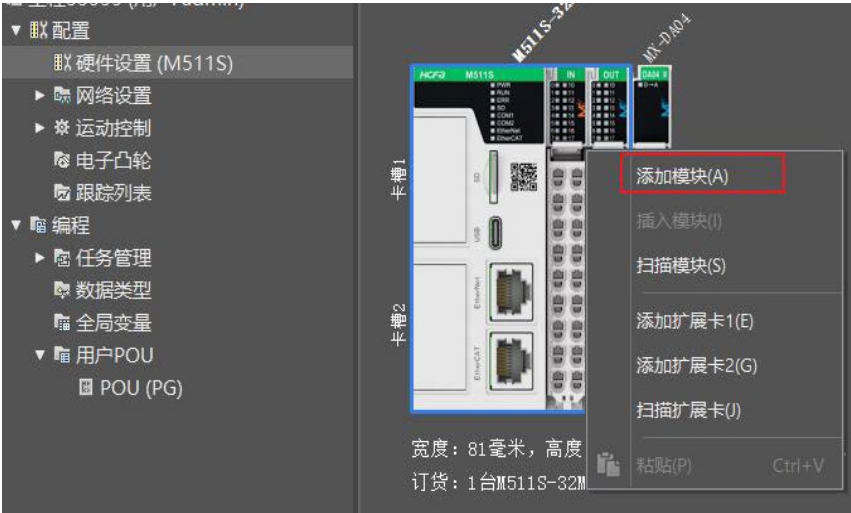 配置
硬件设置 (M511S)
网络设置
运动控制
电子凸轮
跟踪列表
编程
任务管理
数据类型
全局变量
用户POU
POU (PG)
MX-DA04
HCFA M511S
IN
OUT
DA04
PWR
RUN
ERR
SD
COM1
COM2
EtherNet
EtherCAT
D→A
卡槽1
卡槽2
SD
USB
EtherNet
EtherCAT
添加模块(A)
插入模块(I)
扫描模块(S)
添加扩展卡1(E)
添加扩展卡2(G)
扫描扩展卡(J)
粘贴(P) Ctrl+V
宽度: 81毫米, 高度
订货: 1台M511S-32M